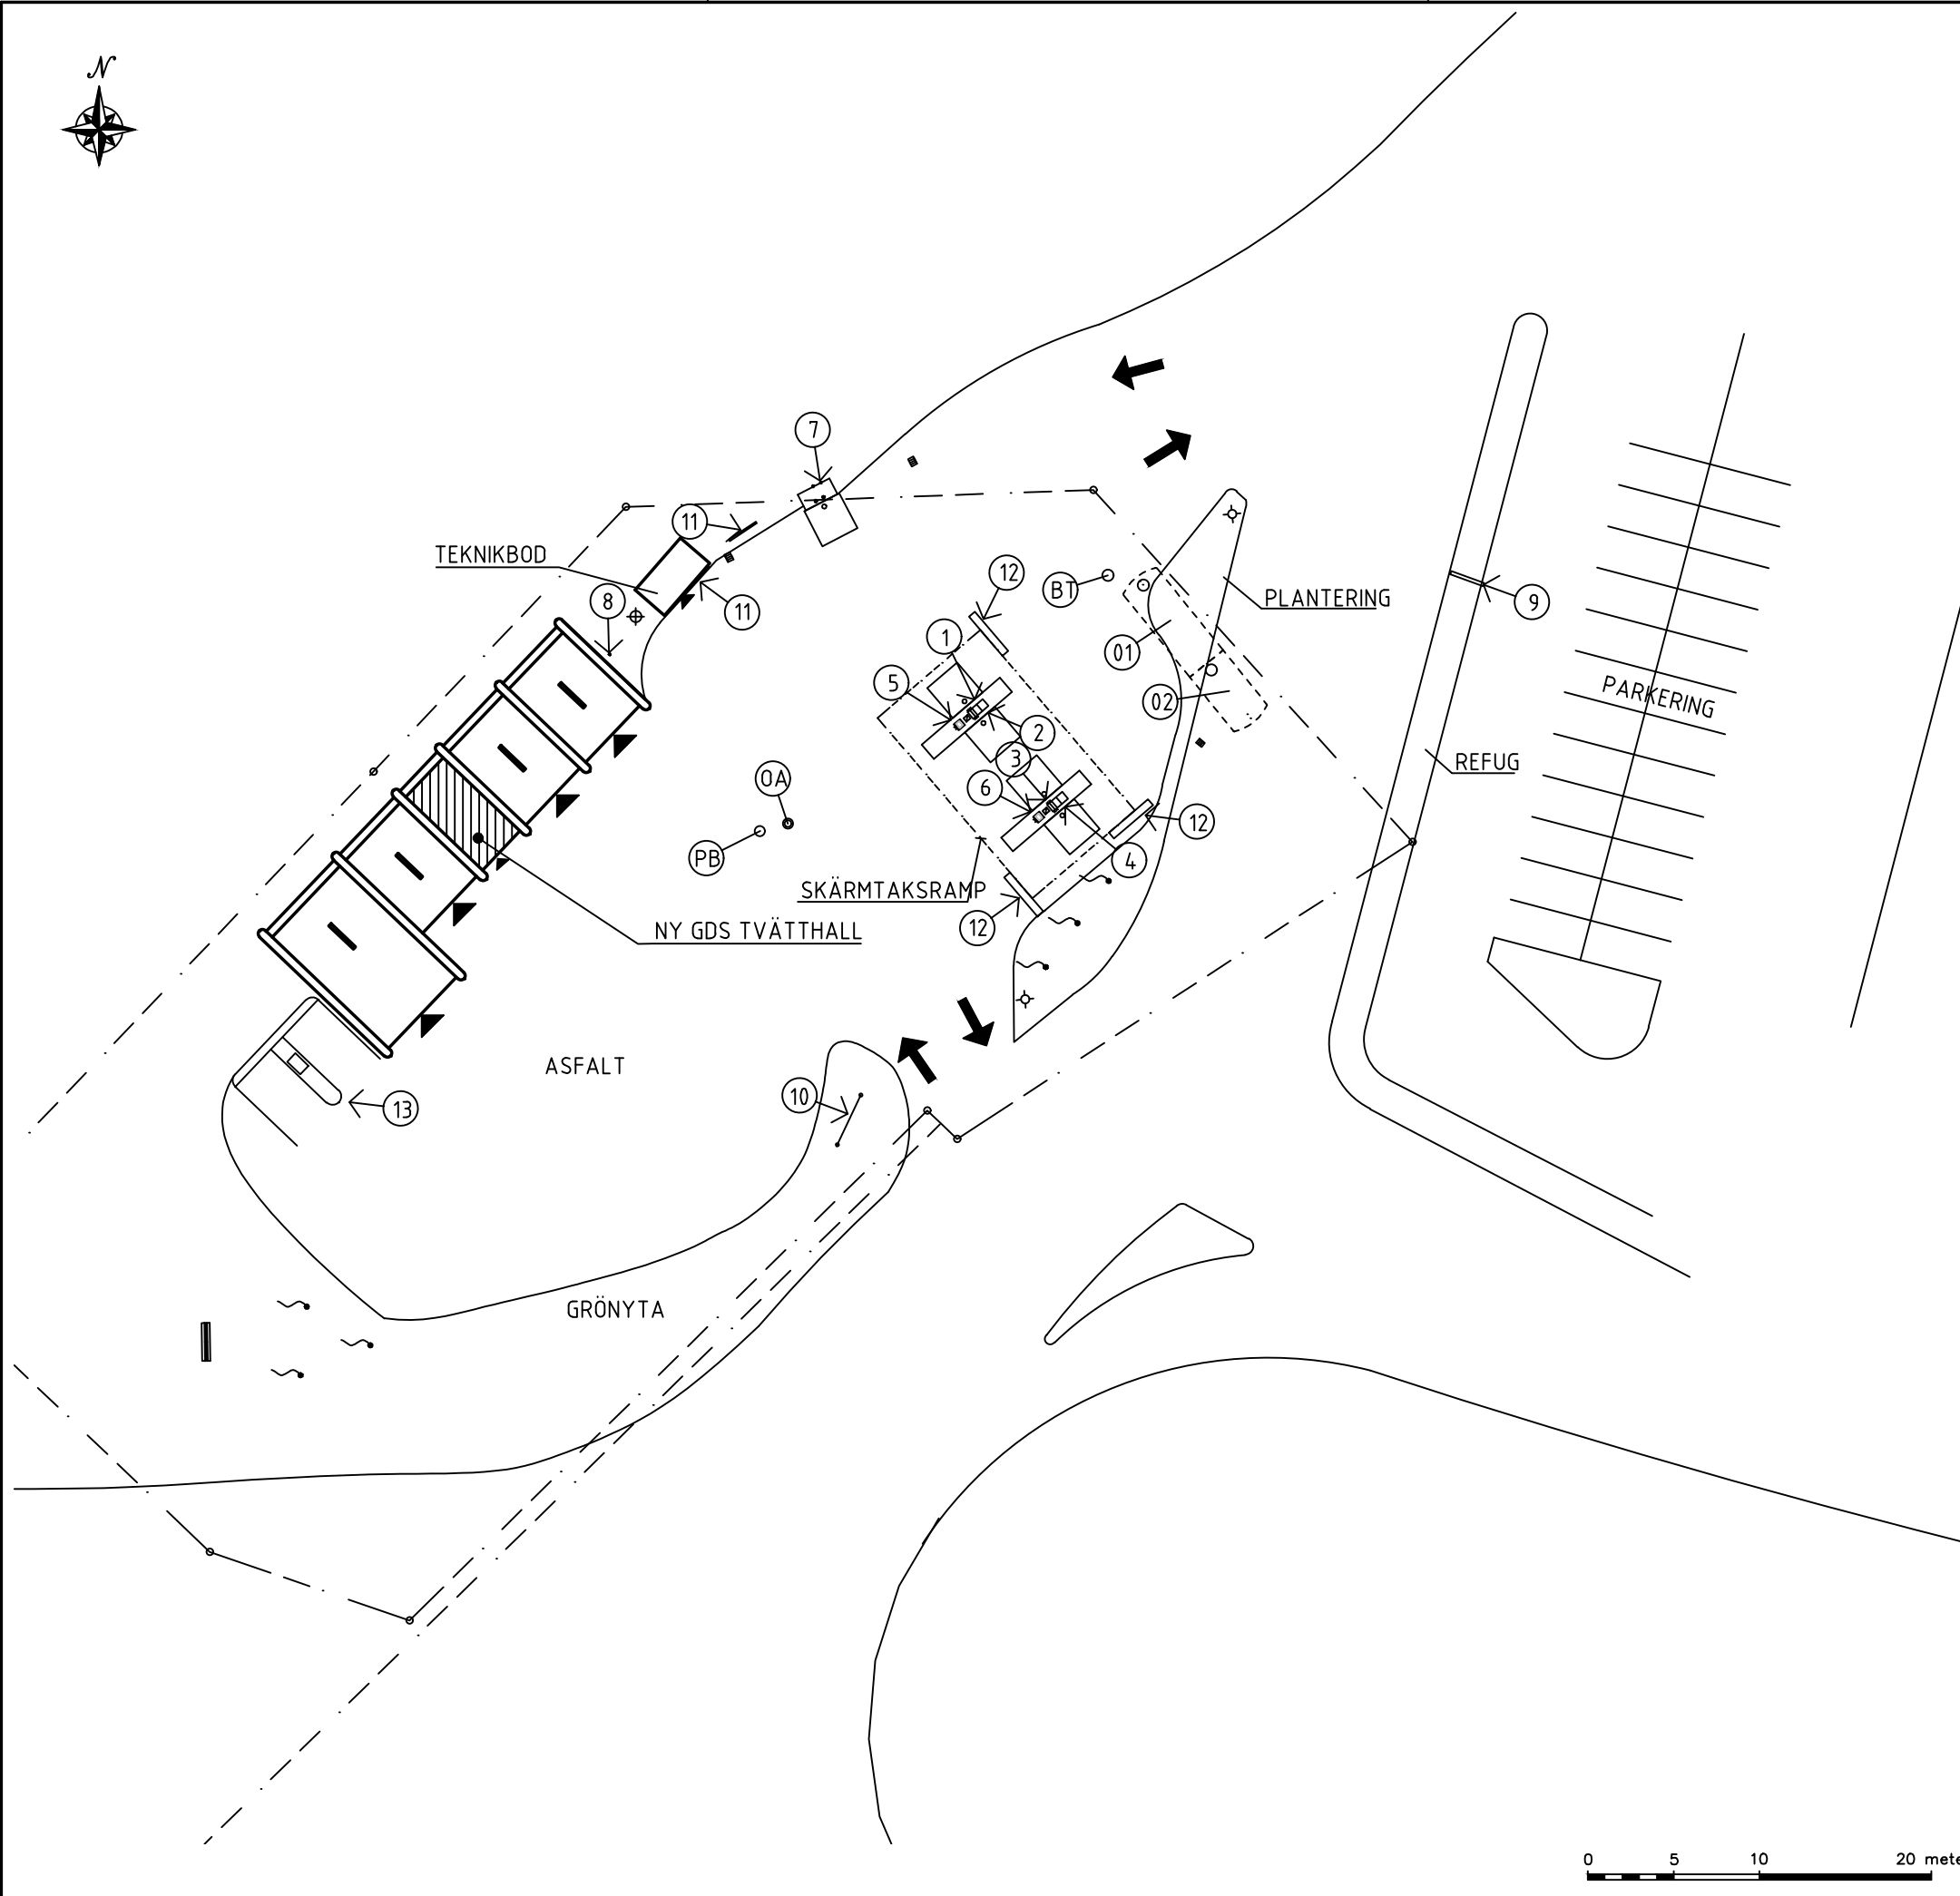 N
7
11
TEKNIKBOD
12
BT
PLANTERING
8
11
9
1
01
5
PARKERING
02
2
3
REFUG
OA
6
12
PB
4
SKÄRMTAKSRAMP
NY GDS TVÄTTHALL
12
ASFALT
10
13
GRÖNYTA
0 5 10 20 mete